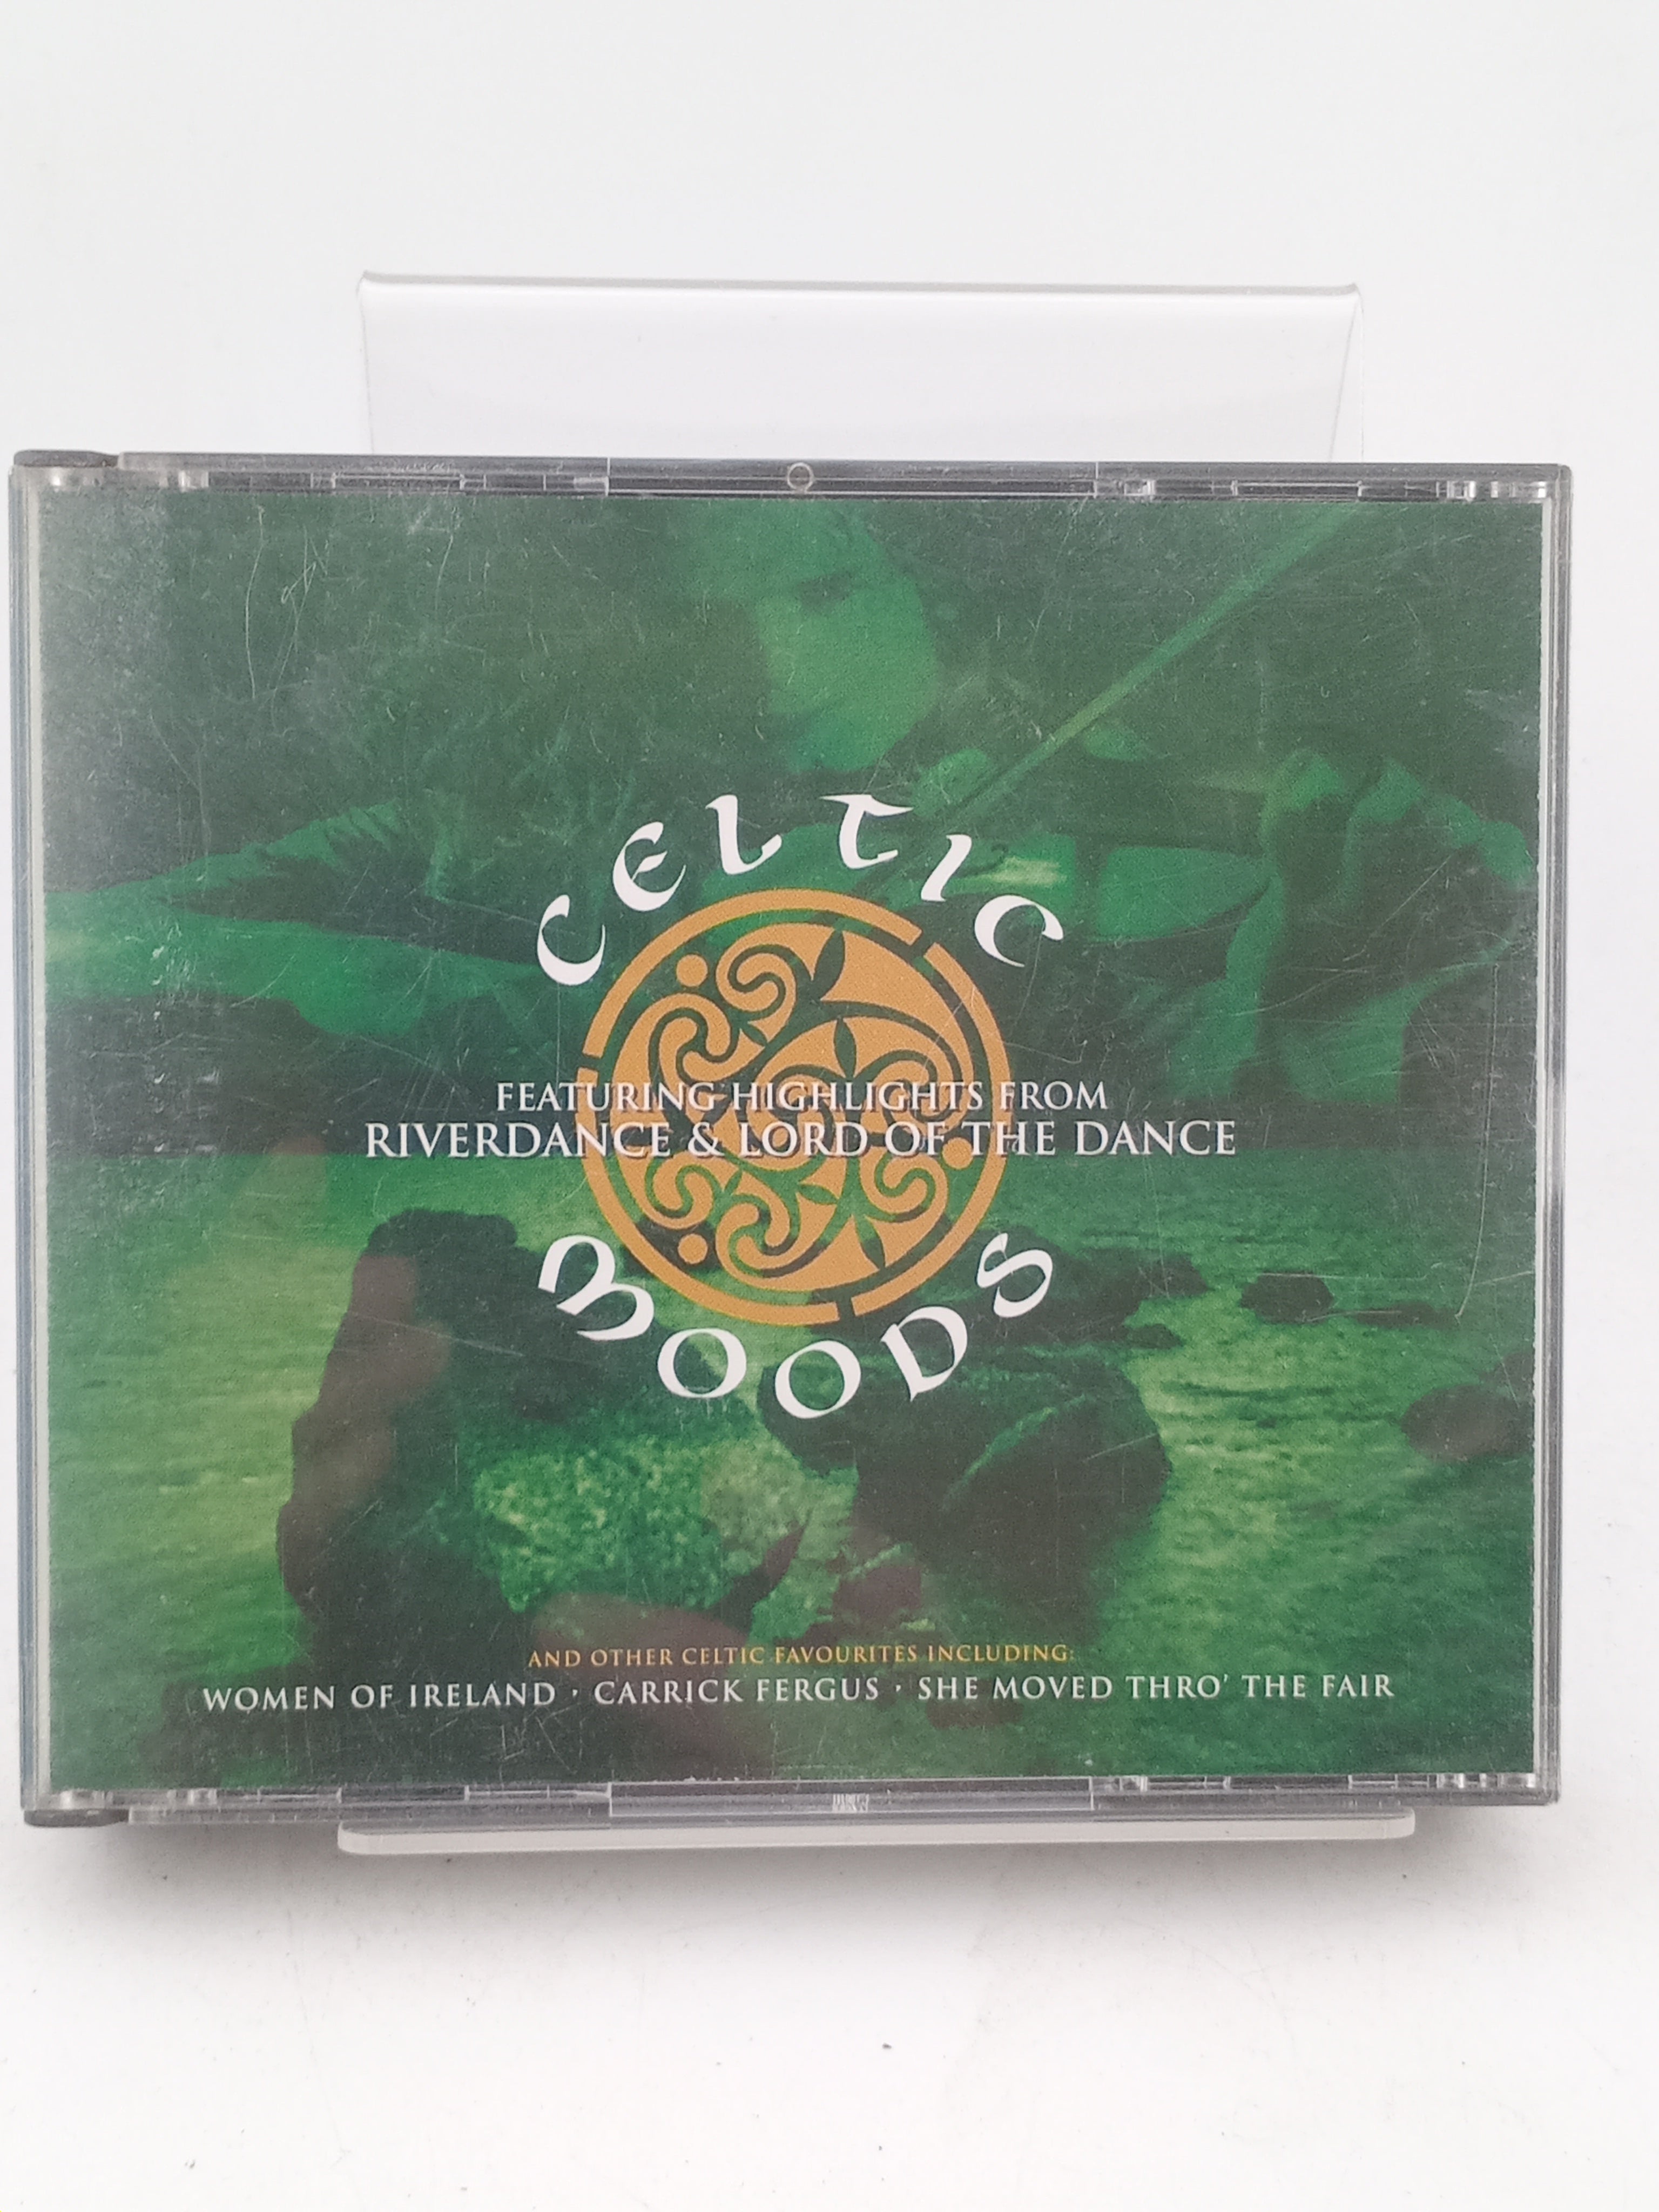 CELTIC
FEATURING HIGHLIGHTS FROM
RIVERDANCE & LORD OF THE DANCE
MOODS
AND OTHER CELTIC FAVOURITES INCLUDING:
WOMEN OF IRELAND · CARRICK FERGUS · SHE MOVED THRO' THE FAIR